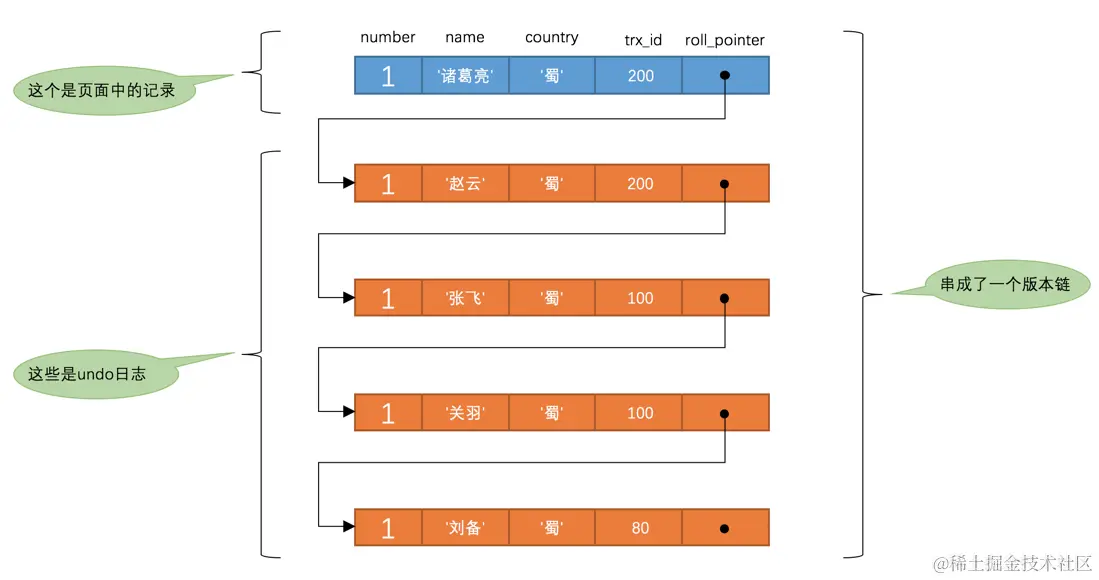 number name country trx_id roll_pointer
1 '诸葛亮' '蜀' 200
这个是页面中的记录
1 '赵云' '蜀' 200
1 '张飞' '蜀' 100
串成了一个版本链
这些是undo日志
1 '关羽' '蜀' 100
1 '刘备' '蜀' 80
@稀土掘金技术社区